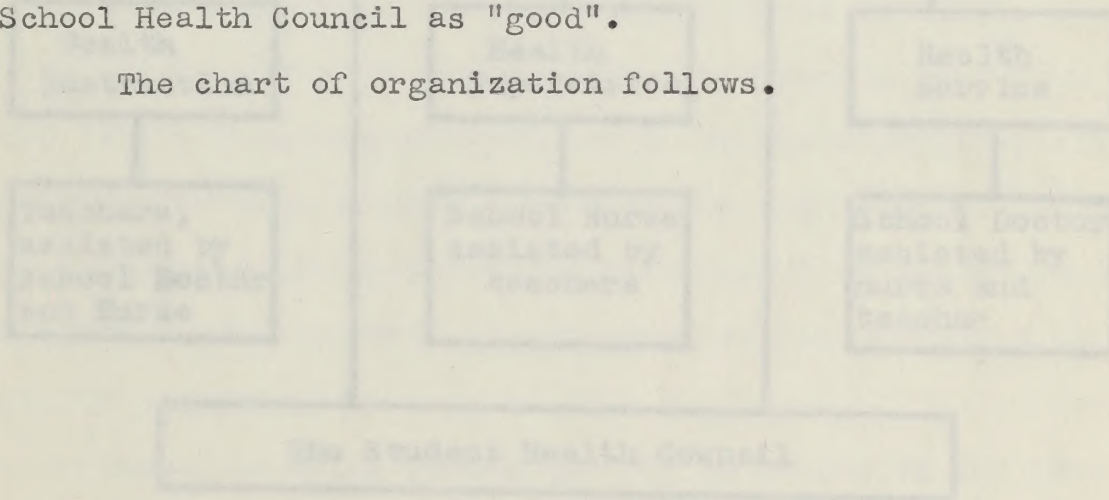 School Health Council as "good".
The chart of organization follows.
Health
Health
Health
Service
Teachers,
School Nurse
School Doctor
assisted by
assisted by
assisted by
School Doctor
teachers
nurse and
and Nurse
teacher
The Student Health Council